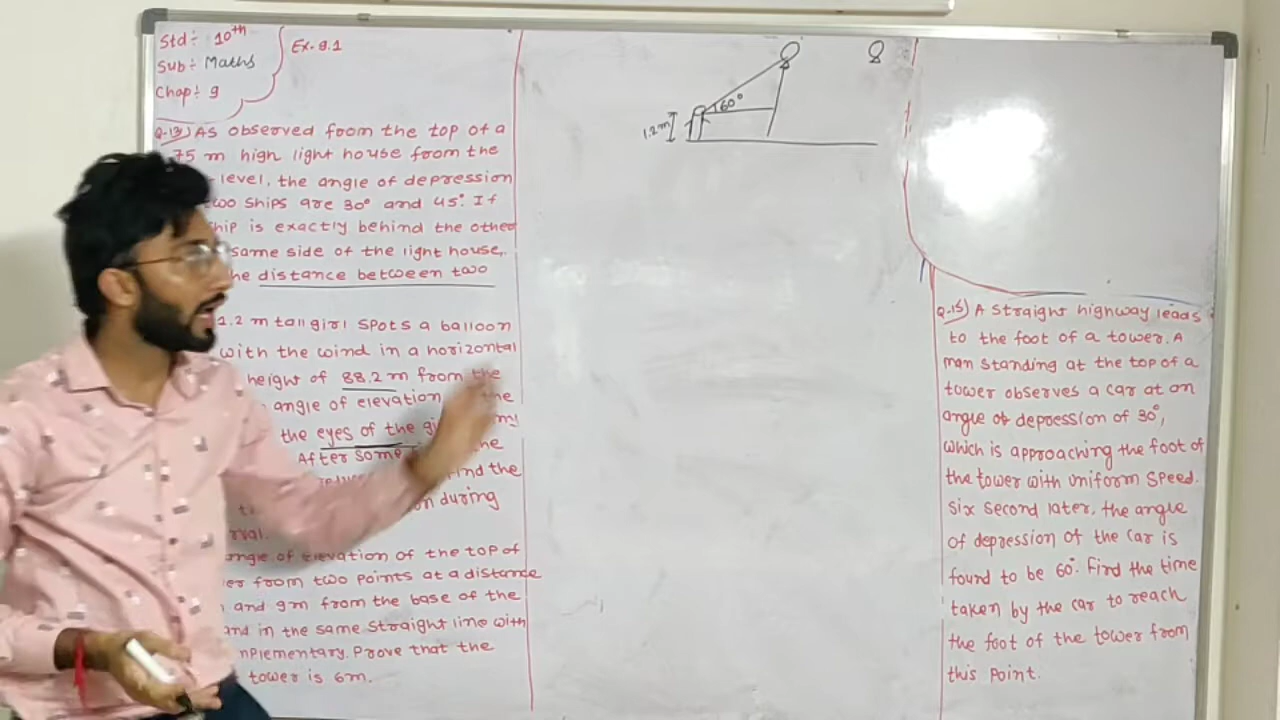 Std:- 10th
Sub:- Maths
Chap:- 9
Ex-9.1
Q-13) As observed from the top of a
75 m high light house from the
level, the angle of depression
two ships are 30° and 45°. If
ship is exactly behind the other
same side of the light house,
the distance between two
1.2 m tall girl spots a balloon
with the wind in a horizontal
height of 88.2 m from the
angle of elevation the
the eyes of the
After some the
find the
during
angle of elevation of the top of
from two points at a distance
and 9m from the base of the
and in the same straight line with
Prove that the
tower is 6m.
60°
1.2m
Q-15) A straight highway leads
to the foot of a tower. A
man standing at the top of a
tower observes a car at an
angle of depression of 30°,
which is approaching the foot of
the tower with uniform speed.
six second later, the angle
of depression of the car is
found to be 60°. Find the time
taken by the car to reach
the foot of the tower from
this point.